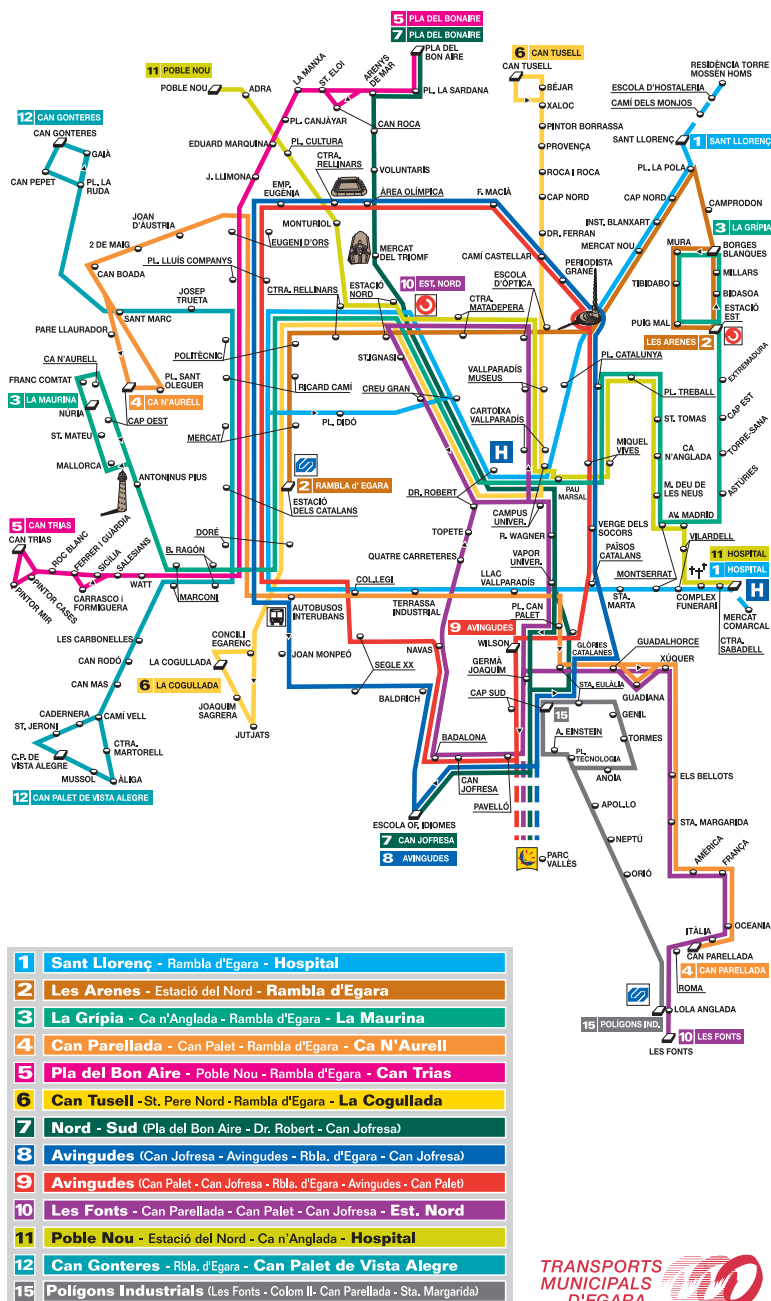 5 PLA DEL BONAIRE
7 PLA DEL BONAIRE
PLA DEL
BON AIRE
6 CAN TUSELL
CAN TUSELL
RESIDÈNCIA TORRE
MOSSÈN HOMS
ESCOLA D'HOSTALERIA
CAMÍ DELS MONJOS
SANT LLORENÇ
1 SANT LLORENÇ
11 POBLE NOU
POBLE NOU
ADRA
LA MANXA
ST. ELOI
ARENYS
DE MAR
PL. LA SARDANA
CAN ROCA
PL. CANJÀYAR
PL. CULTURA
EDUARD MARQUINA
CTRA.
RELLINARS
VOLUNTARIS
J. LLIMONA
BÉJAR
XALOC
PINTOR BORRASSA
PROVENÇA
ROCA I ROCA
CAP NORD
DR. FERRAN
12 CAN GONTERES
CAN GONTERES
GAIÀ
CAN PEPET
PL. LA
RUDA
PL. LA POLA
CAP NORD
CAMPRODON
INST. BLANXART
MERCAT NOU
3 LA GRÍPIA
MURA
BORGES
BLANQUES
MILLARS
TIBIDABO
BIDASOA
ESTACIÓ
EST
PUIG MAL
LES ARENES 2
EMP.
EUGÈNIA
ÀREA OLÍMPICA
F. MACIÀ
JOAN
D'ÀUSTRIA
2 DE MAIG
CAN BOADA
EUGENI D'ORS
MONTURIOL
MERCAT
DEL TRIOMF
CAMÍ CASTELLAR
PERIODISTA
GRANÉ
PL. LLUÍS COMPANYS
CTRA. RELLINARS
ESTACIÓ
NORD
10 EST. NORD
ESCOLA
D'ÒPTICA
CTRA.
MATADEPERA
JOSEP
TRUETA
SANT MARC
PARE LLAURADOR
POLITÈCNIC
ST.IGNASI
RICARD CAMÍ
CREU GRAN
VALLPARADÍS
MUSEUS
CARTOIXA
VALLPARADÍS
PL. CATALUNYA
PL. TREBALL
EXTREMADURA
CAP EST
TORRE-SANA
ASTÚRIES
CA N'AURELL
FRANC COMTAT
3 LA MAURINA
NÚRIA
ST. MATEU
MALLORCA
CAP OEST
4 CA N'AURELL
PL. SANT
OLEGUER
ANTONINUS PIUS
MERCAT
PL. DIDÓ
H
2 RAMBLA D' EGARA
ESTACIÓ
DELS CATALANS
DR. ROBERT
CAMPUS
UNIVER.
PAU
MARSAL
MIQUEL
VIVES
ST. TOMAS
CA
N'ANGLADA
M. DEU DE
LES NEUS
AV. MADRID
VILARDELL
5 CAN TRIAS
CAN TRIAS
ROC BLANC
FERRER I GUÀRDIA
SICÍLIA
SALESIANS
PINTOR CASES
PINTOR MIR
CARRASCO i
FORMIGUERA
WATT
B. RAGÓN
MARCONI
DORÉ
TOPETE
QUATRE CARRETERES
R. WAGNER
VAPOR
UNIVER.
LLAC
VALLPARADÍS
VERGE DELS
SOCORS
PAÏSOS
CATALANS
11 HOSPITAL
1 HOSPITAL
H
MONTSERRAT
STA.
MARTA
COMPLEX
FUNERARI
MERCAT
COMARCAL
CTRA.
SABADELL
COL.LEGI
TERRASSA
INDUSTRIAL
AUTOBUSOS
INTERUBANS
PL. CAN
PALET
9 AVINGUDES
WILSON
GLÒRIES
CATALANES
GUADALHORCE
XÚQUER
LES CARBONELLES
CAN RODÓ
CAN MAS
CONCILI
EGARENC
LA COGULLADA
6 LA COGULLADA
JOAQUIM
SAGRERA
JUTJATS
JOAN MONPEÓ
SEGLE XX
NAVAS
BALDRICH
GERMÀ
JOAQUIM
CAP SUD
STA. EULÀLIA
GUADIANA
15
GENIL
TORMES
A. EINSTEIN
PL.
TECNOLOGIA
ANOIA
CADERNERA
ST. JERONI
CAMÍ VELL
C.P. DE
VISTA ALEGRE
CTRA.
MARTORELL
MUSSOL
ÀLIGA
12 CAN PALET DE VISTA ALEGRE
BADALONA
CAN
JOFRESA
PAVELLÓ
ELS BELLOTS
APOL.LO
STA. MARGARIDA
ESCOLA OF. IDIOMES
7 CAN JOFRESA
8 AVINGUDES
PARC
VALLÈS
NEPTÚ
ORIÓ
AMÈRICA
FRANÇA
OCEANIA
ITÀLIA
CAN PARELLADA
4 CAN PARELLADA
ROMA
LOLA ANGLADA
15 POLÍGONS IND.
10 LES FONTS
LES FONTS
1 Sant Llorenç - Rambla d'Egara - Hospital
2 Les Arenes - Estació del Nord - Rambla d'Egara
3 La Grípia - Ca n'Anglada - Rambla d'Egara - La Maurina
4 Can Parellada - Can Palet - Rambla d'Egara - Ca N'Aurell
5 Pla del Bon Aire - Poble Nou - Rambla d'Egara - Can Trias
6 Can Tusell - St. Pere Nord - Rambla d'Egara - La Cogullada
7 Nord - Sud (Pla del Bon Aire - Dr. Robert - Can Jofresa)
8 Avingudes (Can Jofresa - Avingudes - Rbla. d'Egara - Can Jofresa)
9 Avingudes (Can Palet - Can Jofresa - Rbla. d'Egara - Avingudes - Can Palet)
10 Les Fonts - Can Parellada - Can Palet - Can Jofresa - Est. Nord
11 Poble Nou - Estació del Nord - Ca n'Anglada - Hospital
12 Can Gonteres - Rbla. d'Egara - Can Palet de Vista Alegre
15 Polígons Industrials (Les Fonts - Colom II - Can Parellada - Sta. Margarida)
TRANSPORTS
MUNICIPALS
D'EGARA